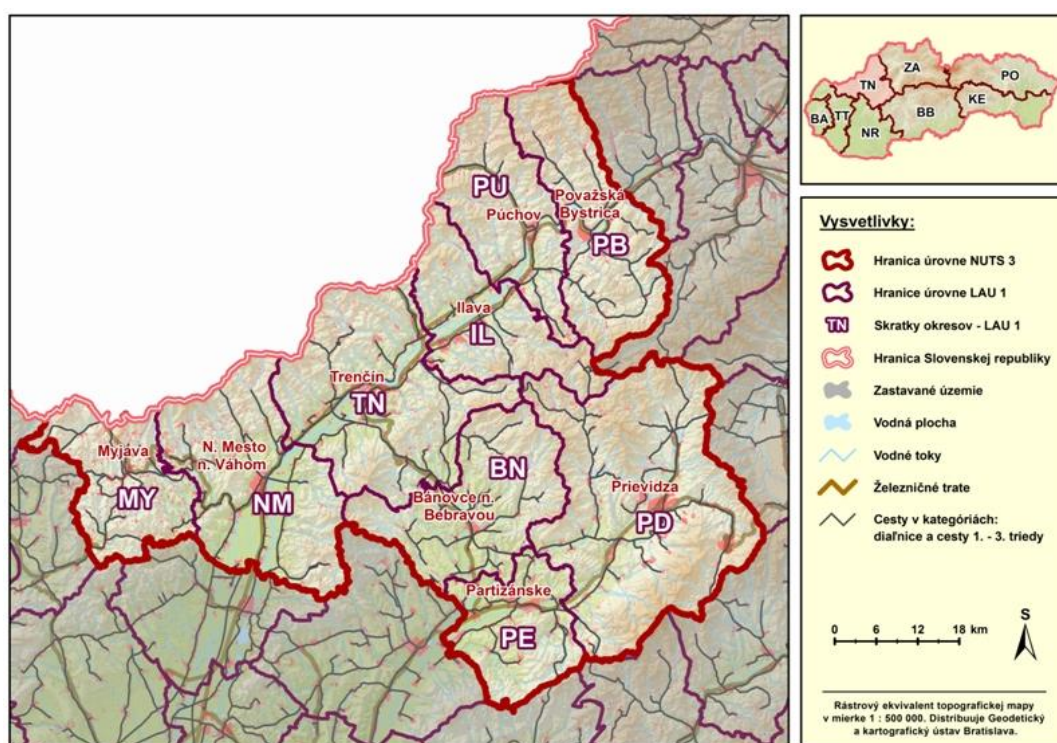 PU
Púchov
Považská
Bystrica
PB
Ilava
IL
Trenčín
TN
N. Mesto
n. Váhom
Myjáva
MY
NM
BN
Bánovce n.
Bebravou
Prievidza
PD
Partizánske
PE
ZA
PO
TN
KE
BA
TT
BB
NR
Vysvetlivky:
Hranica úrovne NUTS 3
Hranice úrovne LAU 1
TN Skratky okresov - LAU 1
Hranica Slovenskej republiky
Zastavané územie
Vodná plocha
Vodné toky
Železničné trate
Cesty v kategóriách:
diaľnice a cesty 1. - 3. triedy
S
0 6 12 18 km
Rástrový ekvivalent topografickej mapy
v mierke 1 : 500 000. Distribuuje Geodetický
a kartografický ústav Bratislava.